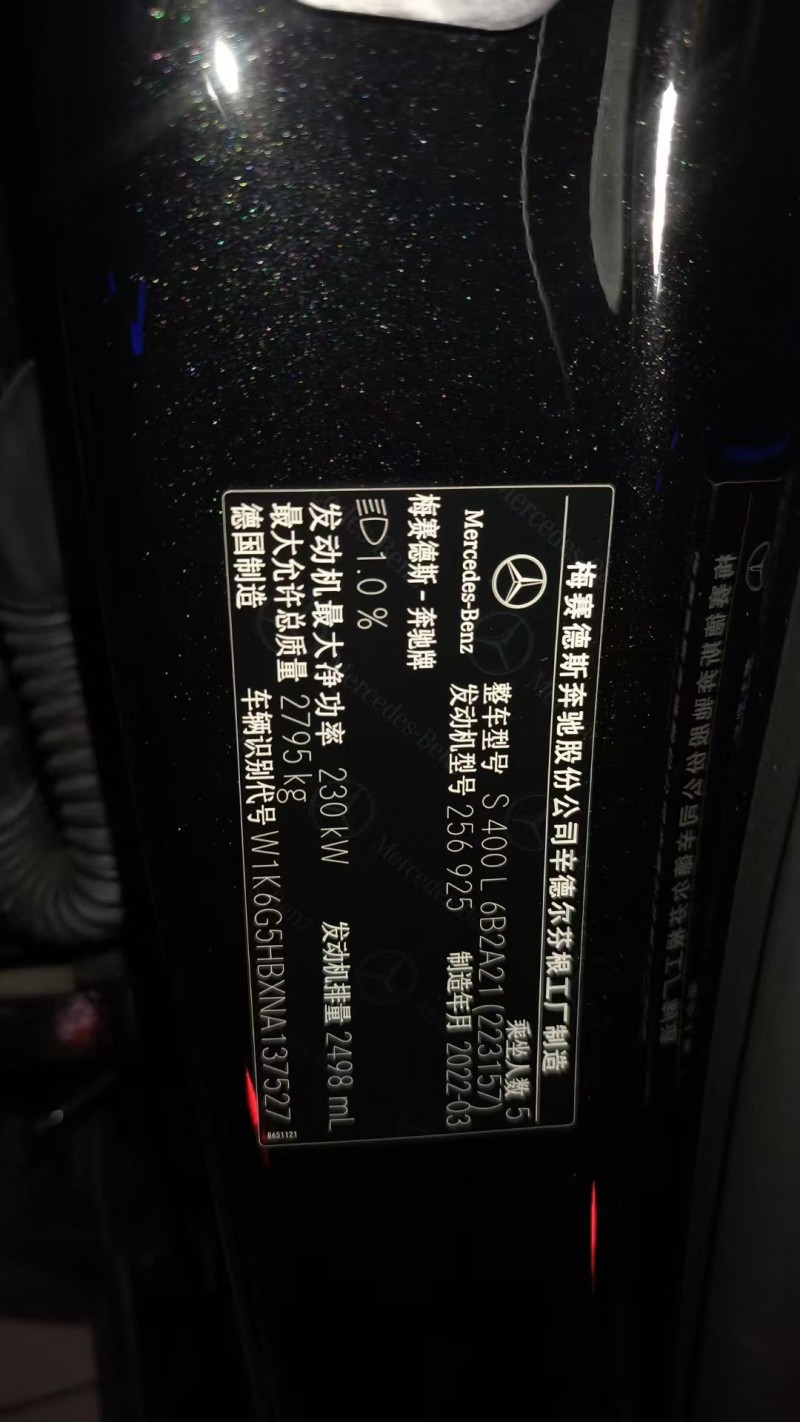 梅赛德斯奔驰股份公司辛德尔芬根工厂制造
乘坐人数 5
整车型号 S 400 L 6B2A21 (223157)
Mercedes-Benz
发动机型号 256 925 制造年月 2022-03
梅赛德斯 - 奔驰牌
1.0 %
发动机最大净功率 230 kW 发动机排量 2498 mL
最大允许总质量 2795 kg
德国制造 车辆识别代号 W1K6G5HBXNA137527
8651121